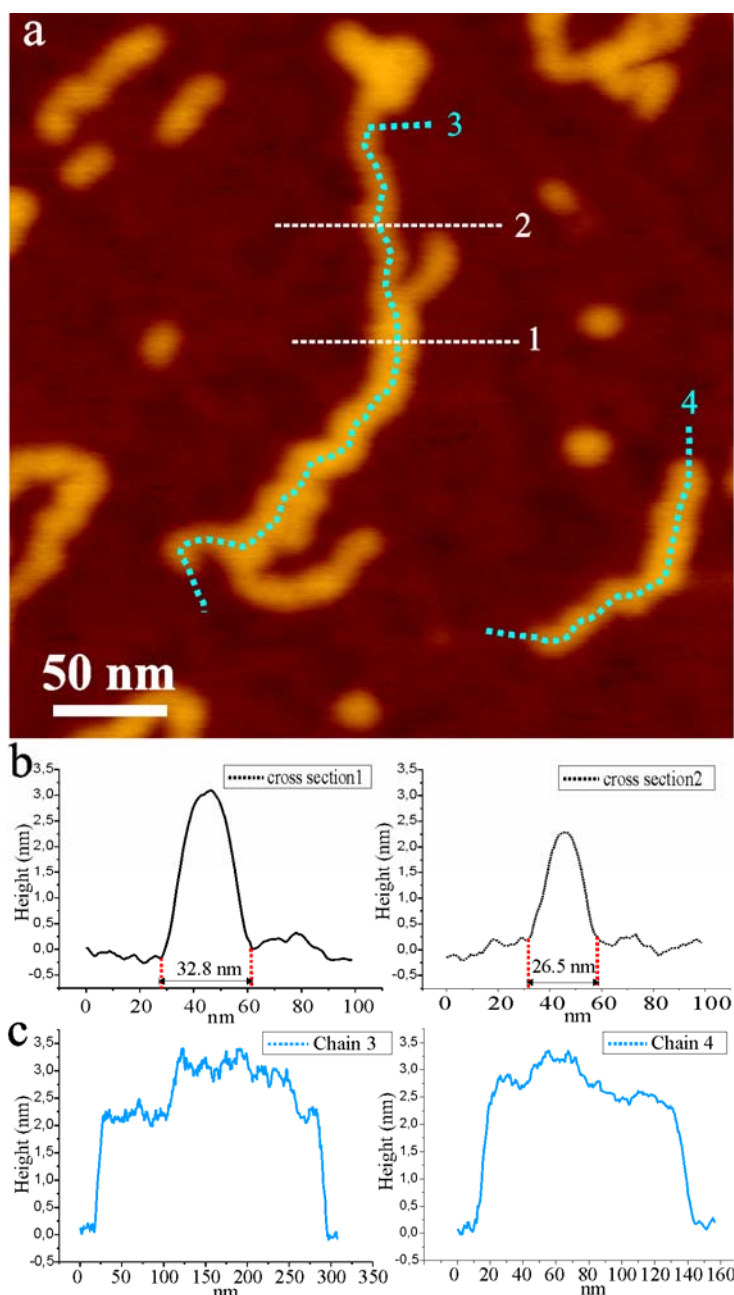 a
3
2
1
4
50 nm
b
3,5
3,0
2,5
2,0
1,5
1,0
0,5
0,0
-0,5
Height (nm)
cross section1
32.8 nm
0 20 40 60 80 100
nm
3,5
3,0
2,5
2,0
1,5
1,0
0,5
0,0
-0,5
Height (nm)
cross section2
26.5 nm
0 20 40 60 80 100
nm
c
3,5
3,0
2,5
2,0
1,5
1,0
0,5
0,0
-0,5
Height (nm)
Chain 3
0 50 100 150 200 250 300 350
nm
3,5
3,0
2,5
2,0
1,5
1,0
0,5
0,0
-0,5
Height (nm)
Chain 4
0 20 40 60 80 100 120 140 160
nm